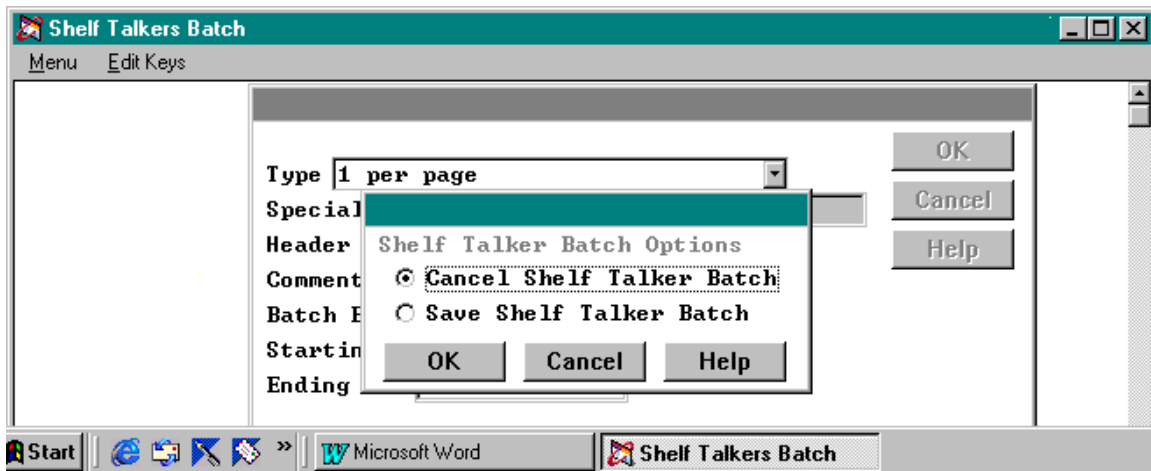 Shelf Talkers Batch
Menu Edit Keys
OK
Type 1 per page
Cancel
Special
Header
Help
Comment
Batch E
Startin
Ending
Shelf Talker Batch Options
Cancel Shelf Talker Batch
Save Shelf Talker Batch
OK Cancel Help
Start » Microsoft Word Shelf Talkers Batch